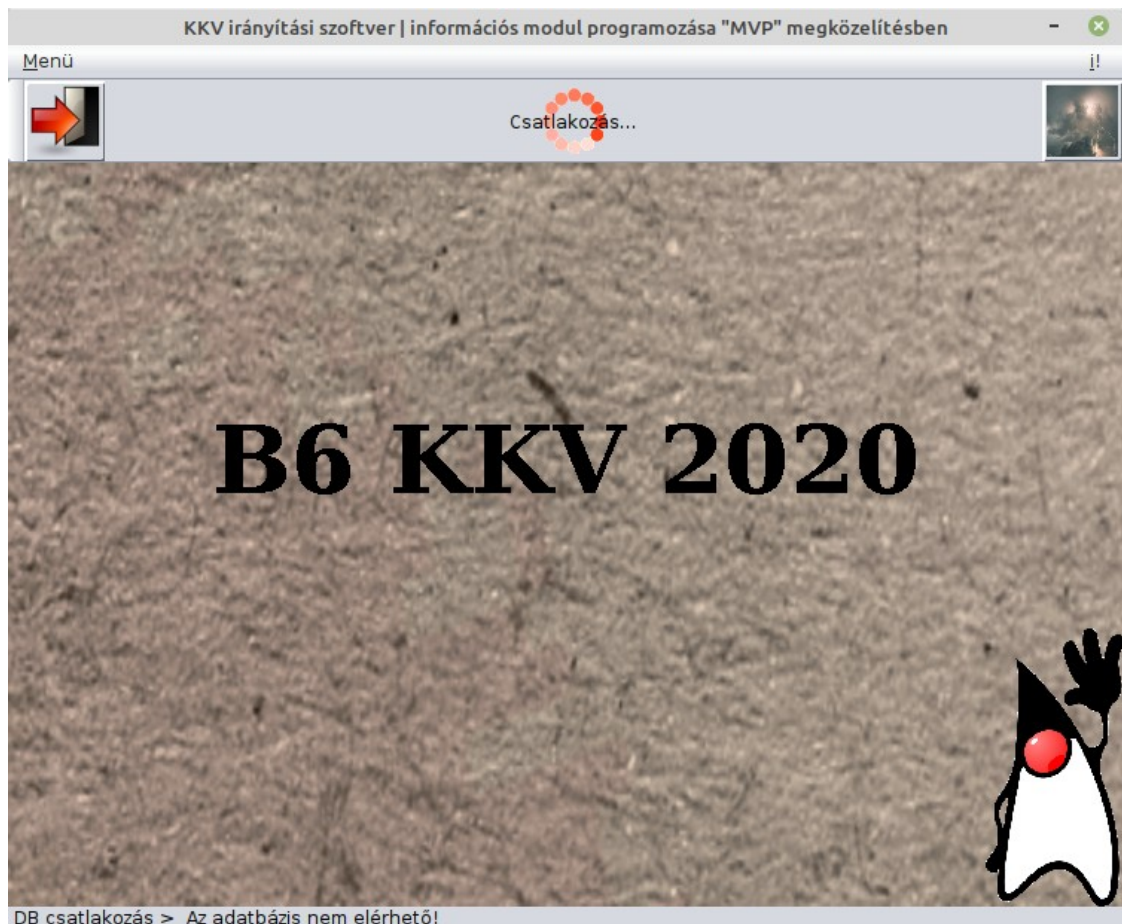 KKV irányítási szoftver | információs modul programozása "MVP" megközelítésben
Menü
i!
Csatlakozás...
B6 KKV 2020
DB csatlakozás > Az adatbázis nem elérhető!